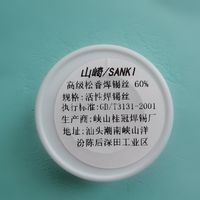 山崎/SANKI
高级松香焊锡丝 60%
规格:活性焊锡丝
执行标准:GB/T3131-2001
生产商:峡山桂冠焊锡厂
地址:汕头潮南峡山洋
汾陈后深田工业区